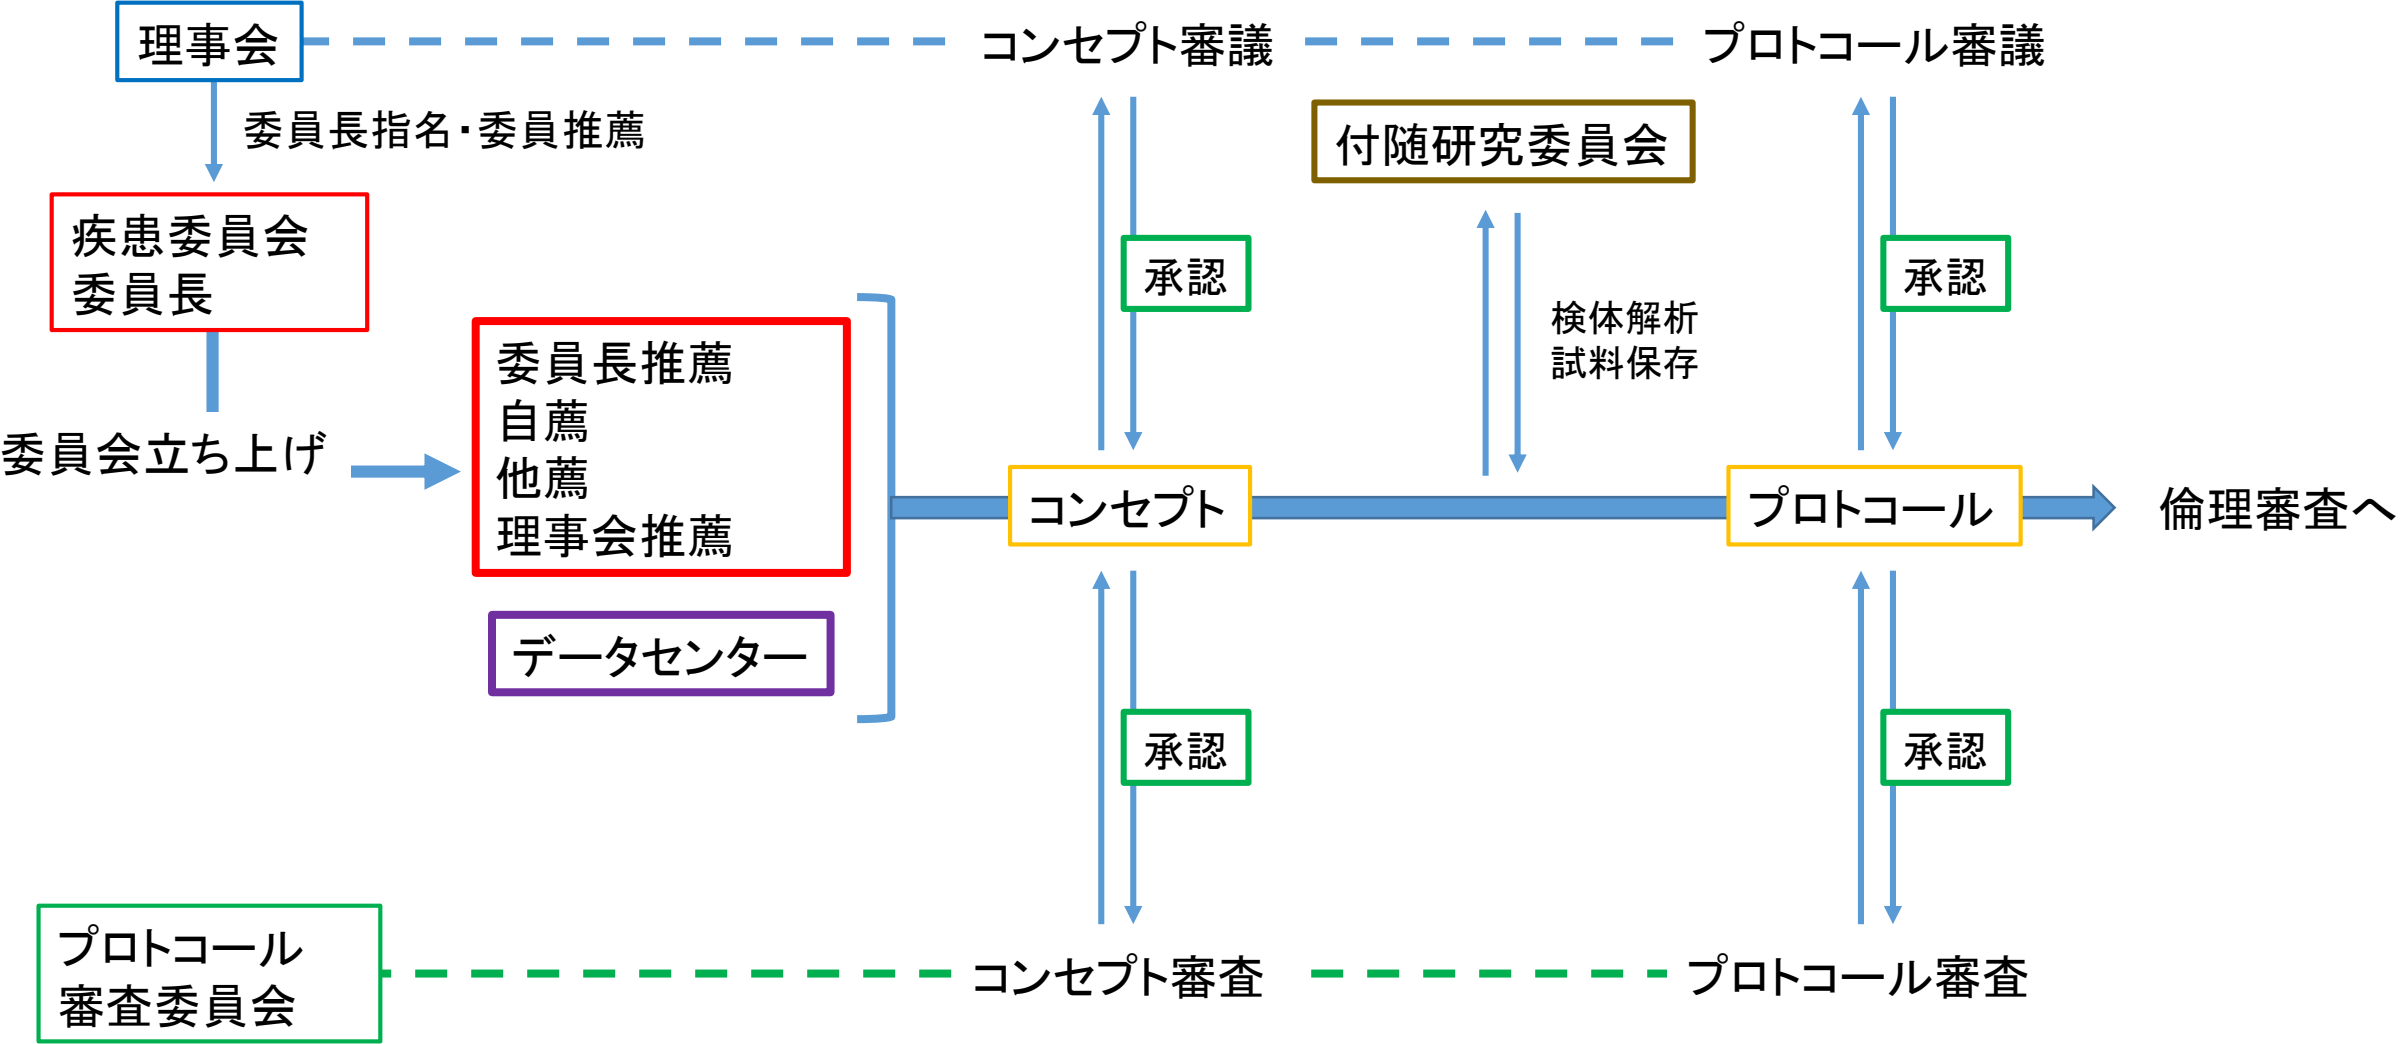 理事会
コンセプト審議
プロトコール審議
委員長指名・委員推薦
付随研究委員会
疾患委員会
委員長
承認
承認
検体解析
試料保存
委員長推薦
自薦
他薦
理事会推薦
委員会立ち上げ
コンセプト
プロトコール
倫理審査へ
データセンター
承認
承認
プロトコール
審査委員会
コンセプト審査
プロトコール審査